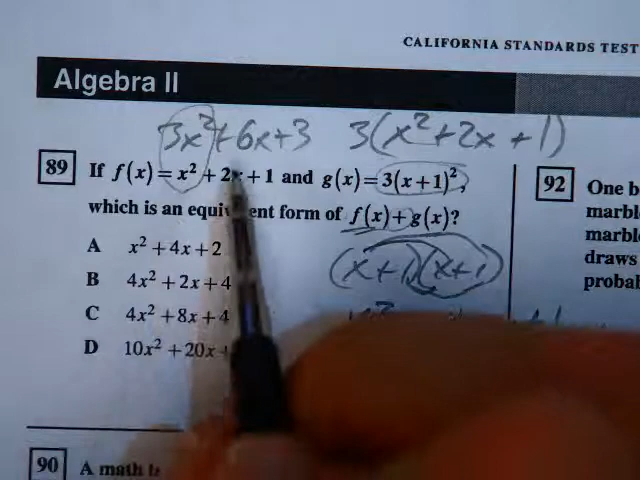 CALIFORNIA STANDARDS TEST
Algebra II
3x²+6x+3 3(x²+2x+1)
89 If f(x)=x²+2x+1 and g(x)=3(x+1)²,
which is an equivalent form of f(x)+g(x)?
A x²+4x+2
B 4x²+2x+4
C 4x²+8x+4
D 10x²+20x
(x+1)(x+1)
90 A math
92 One b
marbl
marbl
draws
probal